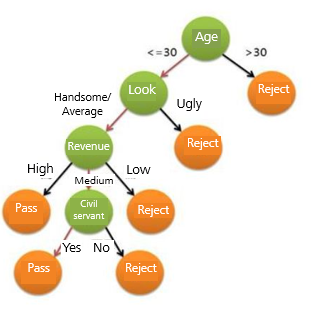 Age
<=30
>30
Look
Reject
Handsome/
Average
Ugly
Revenue
Reject
High
Medium
Low
Pass
Civil
servant
Reject
Yes
No
Pass
Reject